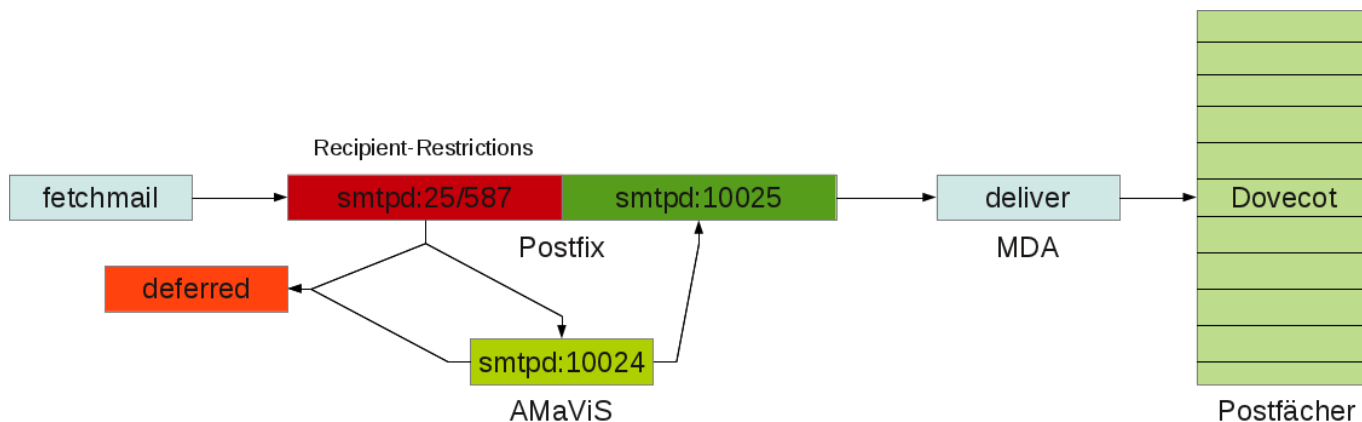 Recipient-Restrictions
fetchmail
smtpd:25/587
smtpd:10025
deliver
Dovecot
Postfix
MDA
deferred
smtpd:10024
AMaViS
Postfächer